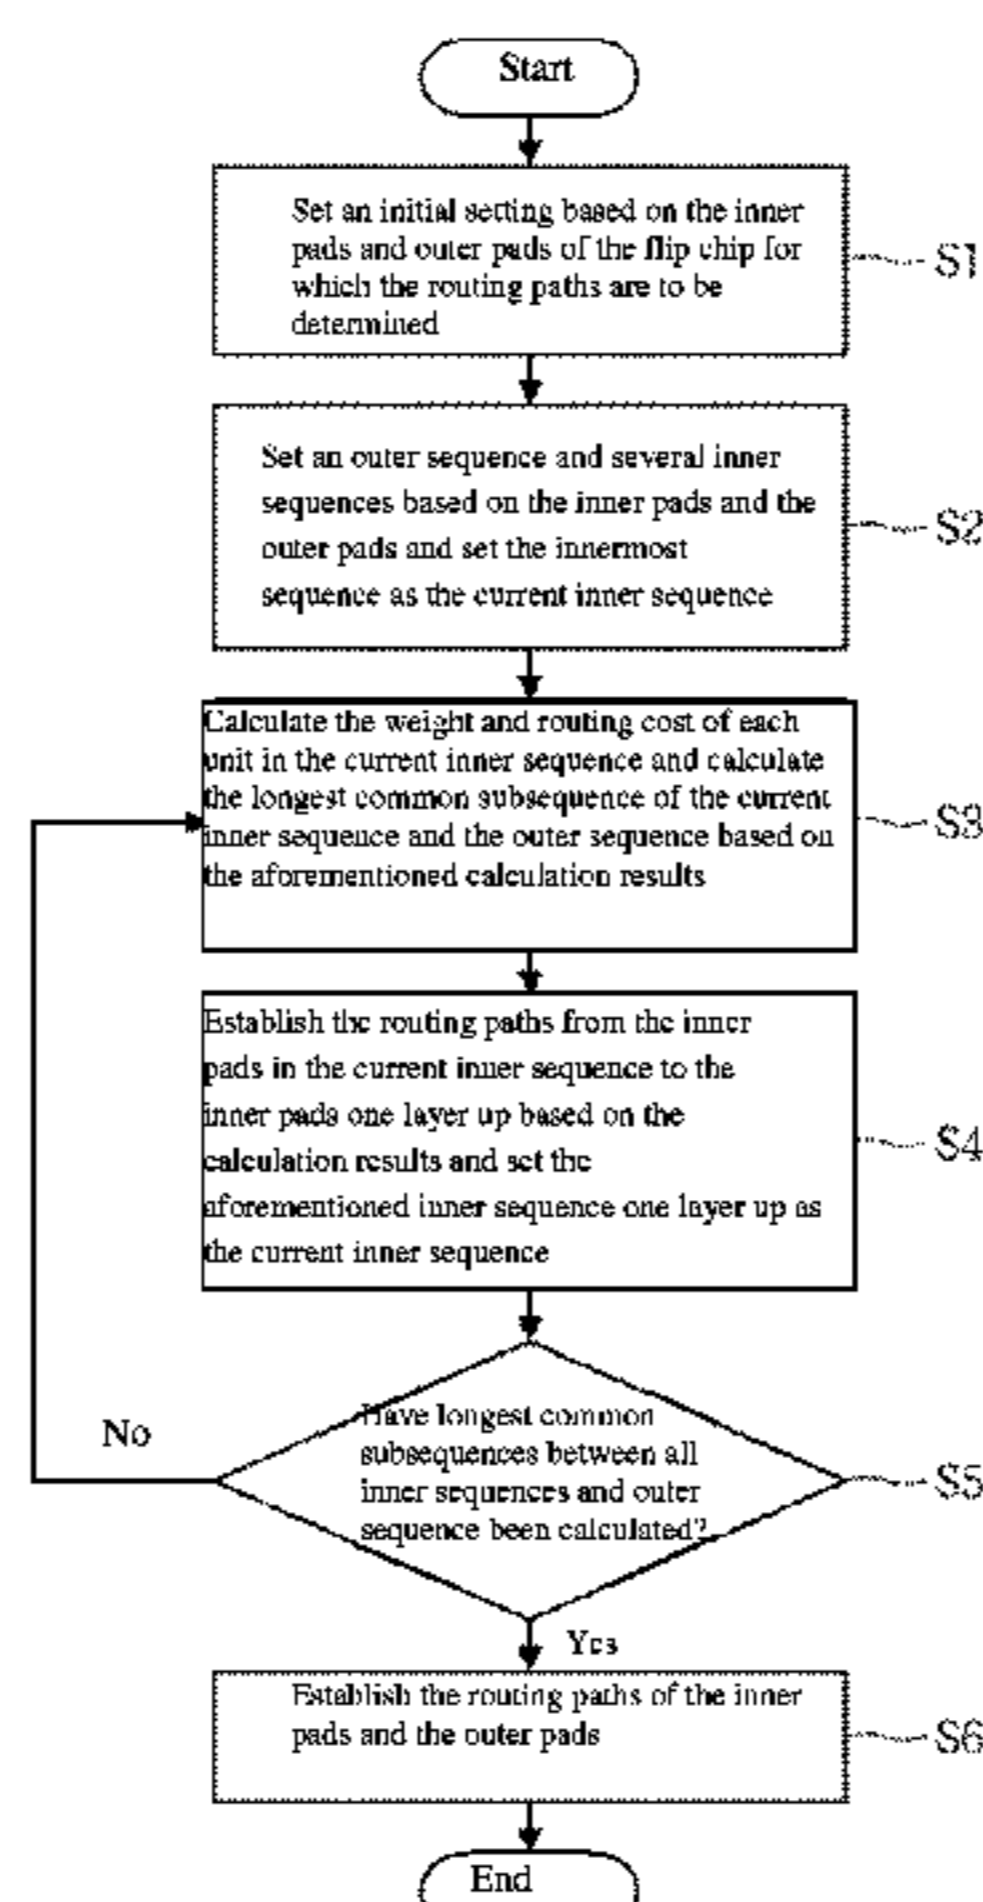 Start
Set an initial setting based on the inner
pads and outer pads of the flip chip for
which the routing paths are to be
determined
S1
Set an outer sequence and several inner
sequences based on the inner pads and the
outer pads and set the innermost
sequence as the current inner sequence
S2
Calculate the weight and routing cost of each
unit in the current inner sequence and calculate
the longest common subsequence of the current
inner sequence and the outer sequence based on
the aforementioned calculation results
S3
Establish the routing paths from the inner
pads in the current inner sequence to the
inner pads one layer up based on the
calculation results and set the
aforementioned inner sequence one layer up as
the current inner sequence
S4
Have longest common
subsequences between all
inner sequences and outer
sequence been calculated?
S5
No
Yes
Establish the routing paths of the inner
pads and the outer pads
S6
End